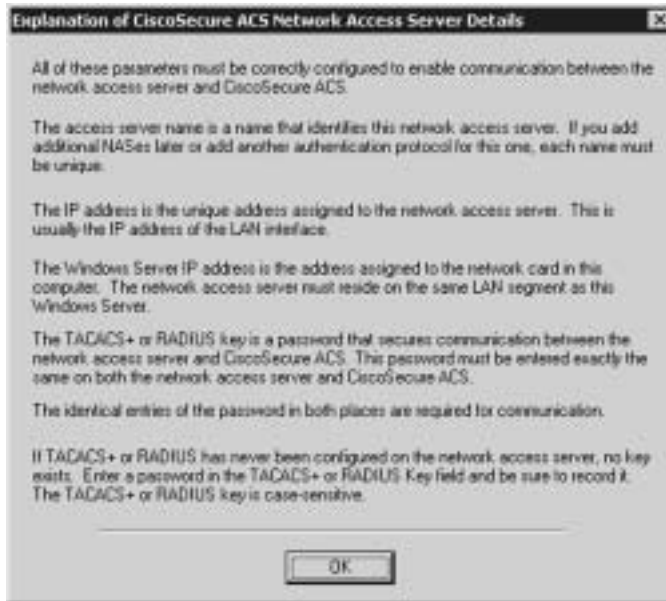 Explanation of CiscoSecure ACS Network Access Server Details
All of these parameters must be correctly configured to enable communication between the
network access server and CiscoSecure ACS.
The access server name is a name that identifies this network access server. If you add
additional NASes later or add another authentication protocol for this one, each name must
be unique.
The IP address is the unique address assigned to the network access server. This is
usually the IP address of the LAN interface.
The Windows Server IP address is the address assigned to the network card in this
computer. The network access server must reside on the same LAN segment as this
Windows Server.
The TACACS+ or RADIUS key is a password that secures communication between the
network access server and CiscoSecure ACS. This password must be entered exactly the
same on both the network access server and CiscoSecure ACS.
The identical entries of the password in both places are required for communication.
If TACACS+ or RADIUS has never been configured on the network access server, no key
exists. Enter a password in the TACACS+ or RADIUS Key field and be sure to record it.
The TACACS+ or RADIUS key is case-sensitive.
OK